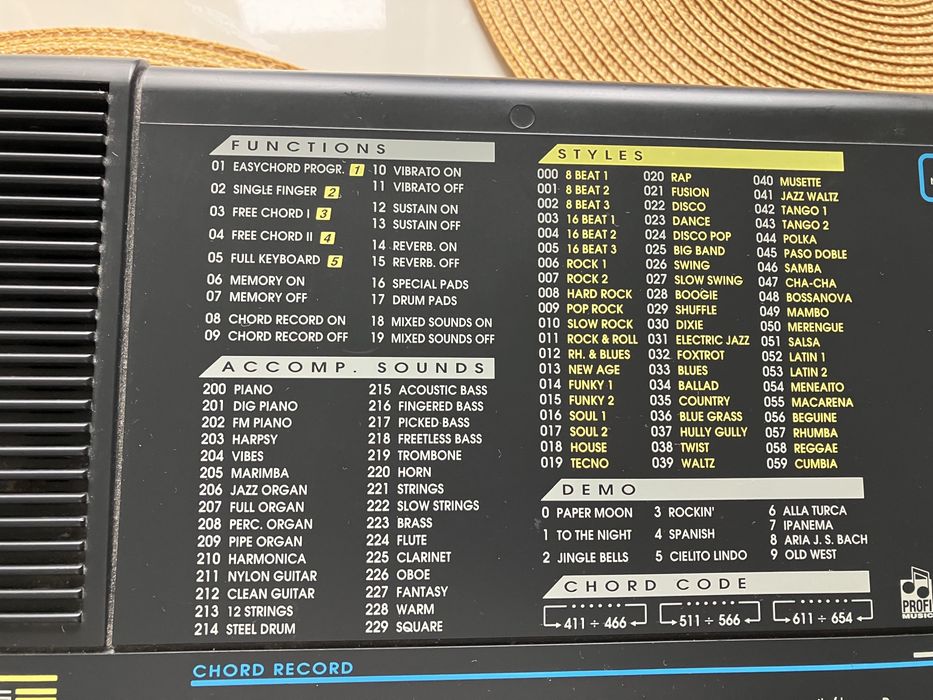 FUNCTIONS
01 EASYCHORD PROGR. 1
02 SINGLE FINGER 2
03 FREE CHORD I 3
04 FREE CHORD II 4
05 FULL KEYBOARD 5
06 MEMORY ON
07 MEMORY OFF
08 CHORD RECORD ON
09 CHORD RECORD OFF
10 VIBRATO ON
11 VIBRATO OFF
12 SUSTAIN ON
13 SUSTAIN OFF
14 REVERB. ON
15 REVERB. OFF
16 SPECIAL PADS
17 DRUM PADS
18 MIXED SOUNDS ON
19 MIXED SOUNDS OFF
ACCOMP. SOUNDS
200 PIANO
201 DIG PIANO
202 FM PIANO
203 HARPSY
204 VIBES
205 MARIMBA
206 JAZZ ORGAN
207 FULL ORGAN
208 PERC. ORGAN
209 PIPE ORGAN
210 HARMONICA
211 NYLON GUITAR
212 CLEAN GUITAR
213 12 STRINGS
214 STEEL DRUM
215 ACOUSTIC BASS
216 FINGERED BASS
217 PICKED BASS
218 FREETLESS BASS
219 TROMBONE
220 HORN
221 STRINGS
222 SLOW STRINGS
223 BRASS
224 FLUTE
225 CLARINET
226 OBOE
227 FANTASY
228 WARM
229 SQUARE
STYLES
000 8 BEAT 1
001 8 BEAT 2
002 8 BEAT 3
003 16 BEAT 1
004 16 BEAT 2
005 16 BEAT 3
006 ROCK 1
007 ROCK 2
008 HARD ROCK
009 POP ROCK
010 SLOW ROCK
011 ROCK & ROLL
012 RH. & BLUES
013 NEW AGE
014 FUNKY 1
015 FUNKY 2
016 SOUL 1
017 SOUL 2
018 HOUSE
019 TECNO
020 RAP
021 FUSION
022 DISCO
023 DANCE
024 DISCO POP
025 BIG BAND
026 SWING
027 SLOW SWING
028 BOOGIE
029 SHUFFLE
030 DIXIE
031 ELECTRIC JAZZ
032 FOXTROT
033 BLUES
034 BALLAD
035 COUNTRY
036 BLUE GRASS
037 HULLY GULLY
038 TWIST
039 WALTZ
040 MUSETTE
041 JAZZ WALTZ
042 TANGO 1
043 TANGO 2
044 POLKA
045 PASO DOBLE
046 SAMBA
047 CHA-CHA
048 BOSSANOVA
049 MAMBO
050 MERENGUE
051 SALSA
052 LATIN 1
053 LATIN 2
054 MENEAITO
055 MACARENA
056 BEGUINE
057 RHUMBA
058 REGGAE
059 CUMBIA
DEMO
0 PAPER MOON
1 TO THE NIGHT
2 JINGLE BELLS
3 ROCKIN'
4 SPANISH
5 CIELITO LINDO
6 ALLA TURCA
7 IPANEMA
8 ARIA J. S. BACH
9 OLD WEST
CHORD CODE
411 ÷ 466
511 ÷ 566
611 ÷ 654
PROFI
MUSIC
CHORD RECORD